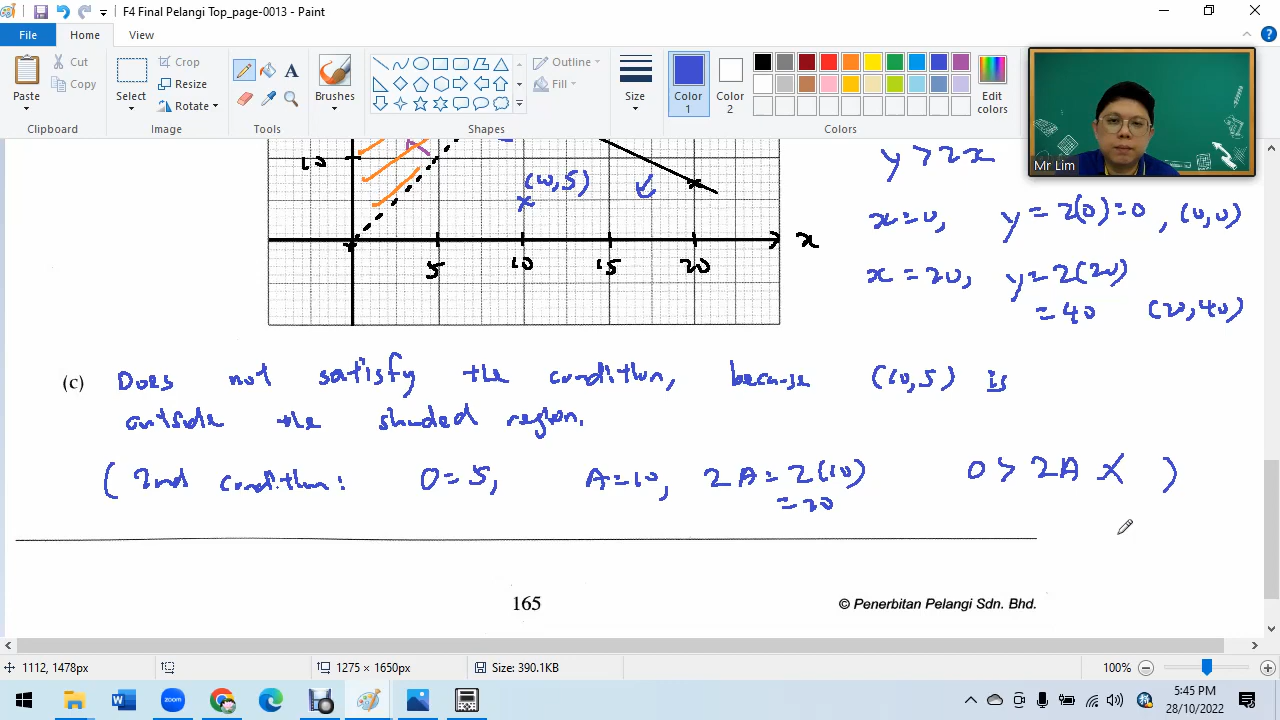 F4 Final Pelangi Top_page-0013 - Paint
File Home View
Paste Cut Copy
Clipboard
Select Crop Resize Rotate
Image
Tools
Brushes
Outline Fill
Shapes
Size
Color 1 Color 2
Edit colors
Colors
Mr Lim
10
(10,5)
x
5 10 15 20
y > 2x
x=0, y = 2(0)=0 , (0,0)
x = 20, y = 2(20)
= 40 (20,40)
(c) Does not satisfy the condition, because (10,5) is
outside the shaded region.
( 2nd condition: O = 5, A = 10, 2A = 2(10) O > 2A X )
= 20
165
© Penerbitan Pelangi Sdn. Bhd.
1112, 1478px 1275 × 1650px Size: 390.1KB 100%
5:45 PM
28/10/2022